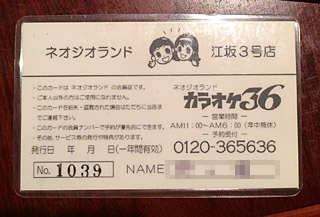 ネオジオランド 江坂3号店
・このカードは ネオジオランド の会員証です。
・ご本人以外の方はご使用になれません。
・このカードを紛失・盗難された場合はただちに当店までご連絡下さい。
・このカードの会員ナンバーで予約が優先にできます。
・その他、サービス券の発行や特典があります。
発行日 年 月 日(一年間有効)
ネオジオランド
カラオケ36
― 営業時間 ―
AM11:00〜AM6:00(年中無休)
― 予約受付 ―
0120-365636
No. 1039 NAME